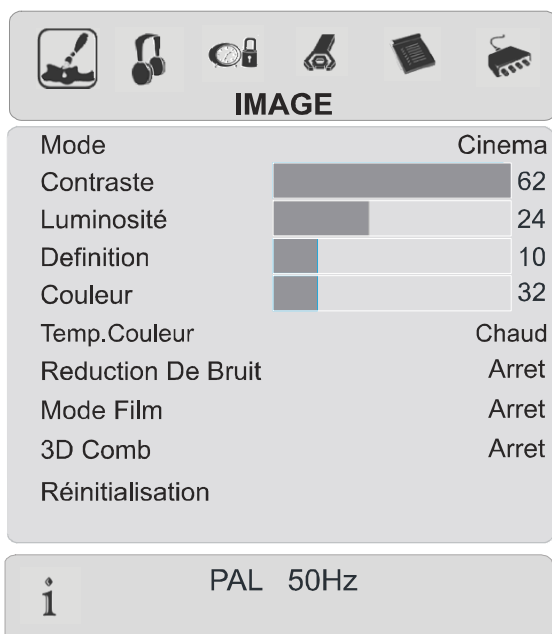 IMAGE
Mode Cinema
Contraste 62
Luminosité 24
Definition 10
Couleur 32
Temp.Couleur Chaud
Reduction De Bruit Arret
Mode Film Arret
3D Comb Arret
Réinitialisation
i PAL 50Hz